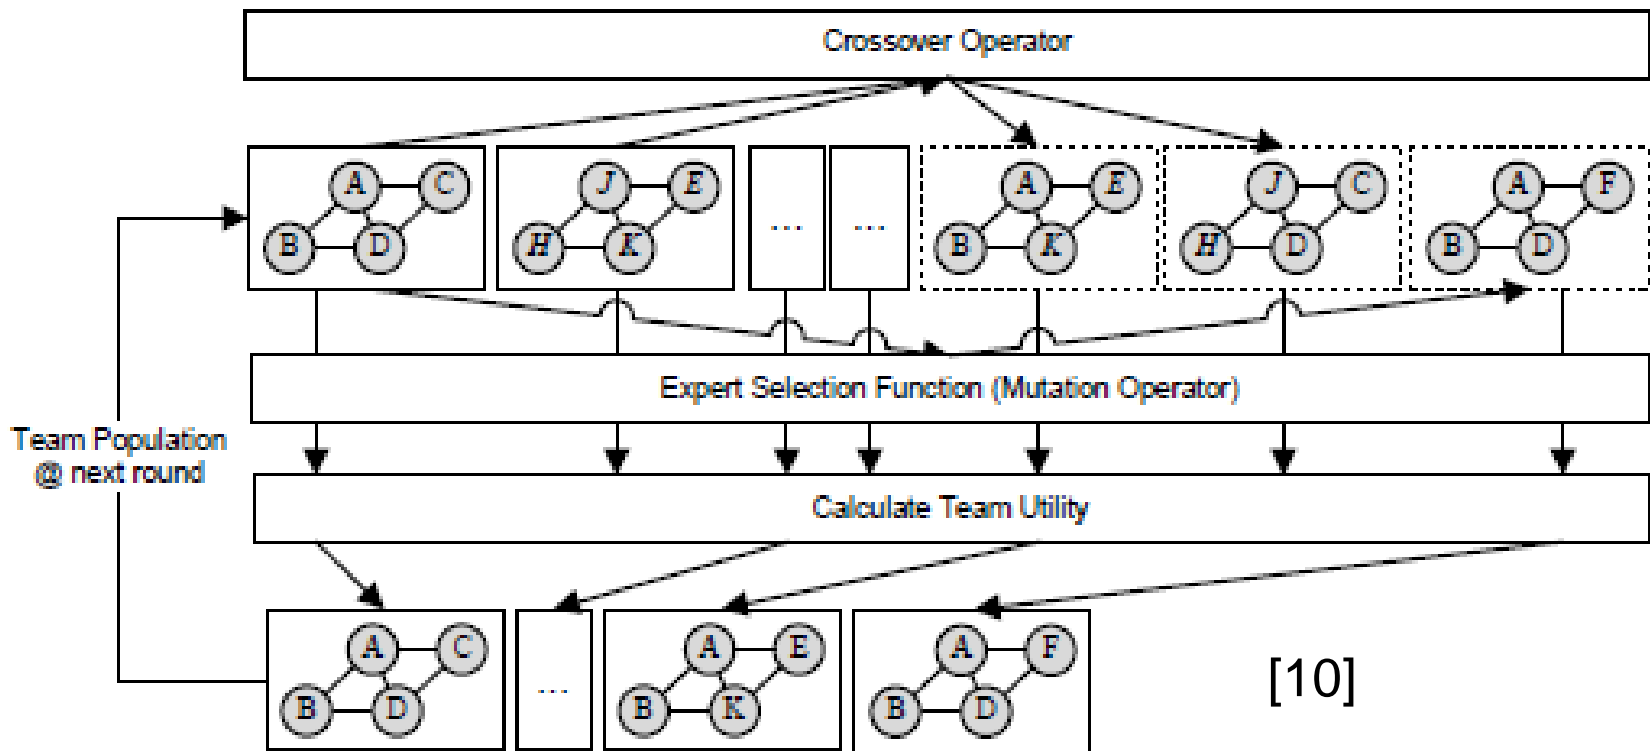 Crossover Operator
A C J E A E J C A F
B D H K ... ... B K H D B D
Expert Selection Function (Mutation Operator)
Team Population
@ next round
Calculate Team Utility
A C A E A F
B D ... B K B D
[10]